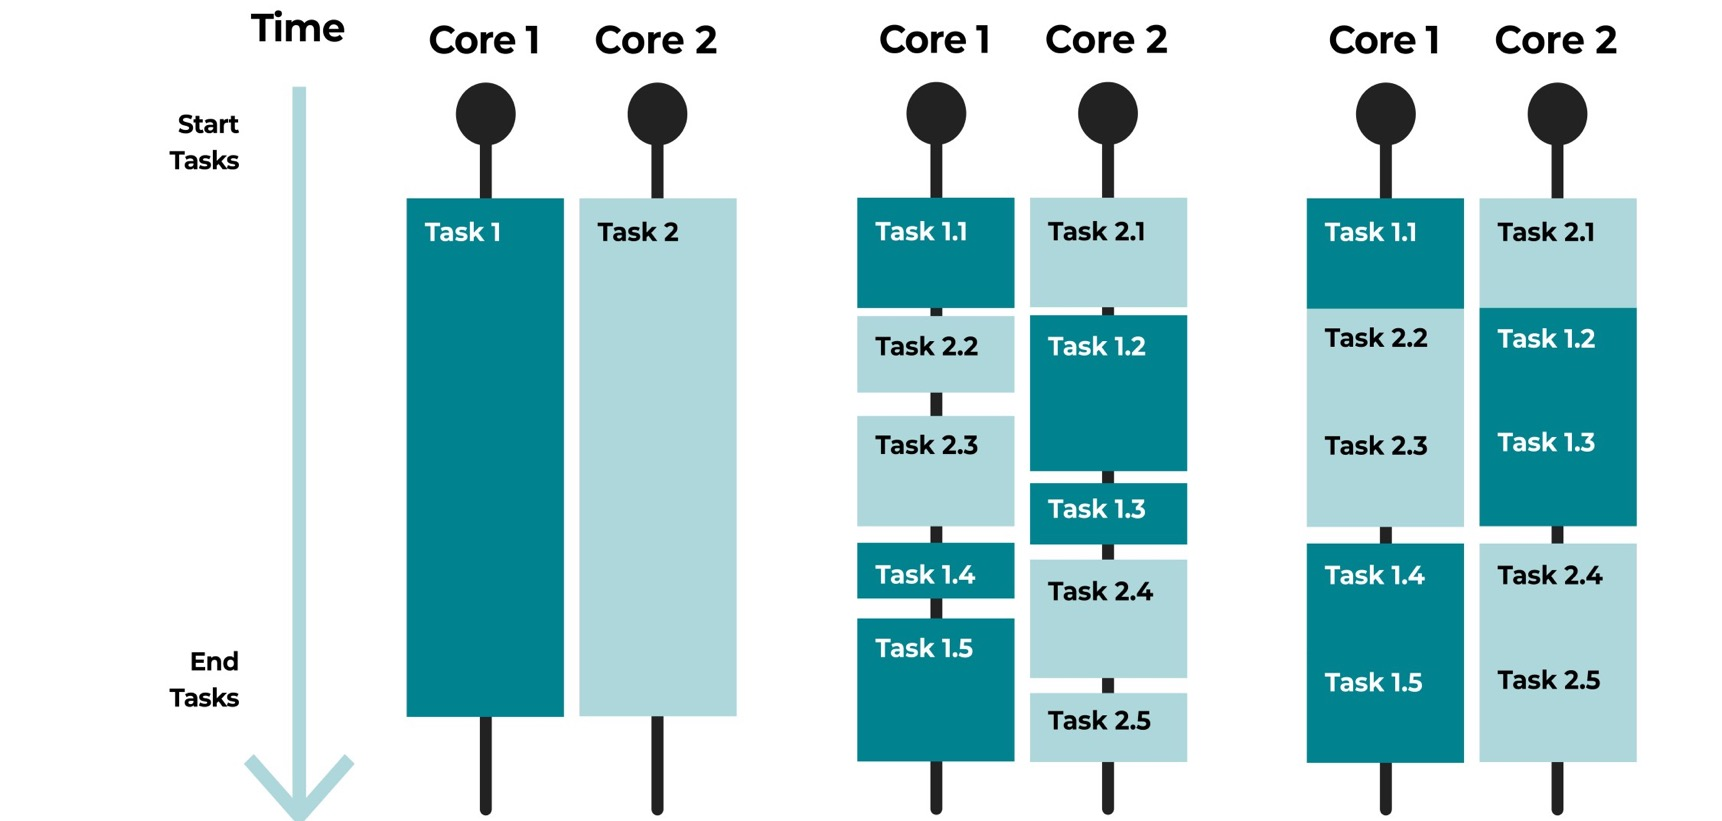 Time
Start
Tasks
End
Tasks
Core 1
Core 2
Task 1
Task 2
Core 1
Core 2
Task 1.1
Task 2.2
Task 2.3
Task 1.4
Task 1.5
Task 2.1
Task 1.2
Task 1.3
Task 2.4
Task 2.5
Core 1
Core 2
Task 1.1
Task 2.2
Task 2.3
Task 1.4
Task 1.5
Task 2.1
Task 1.2
Task 1.3
Task 2.4
Task 2.5